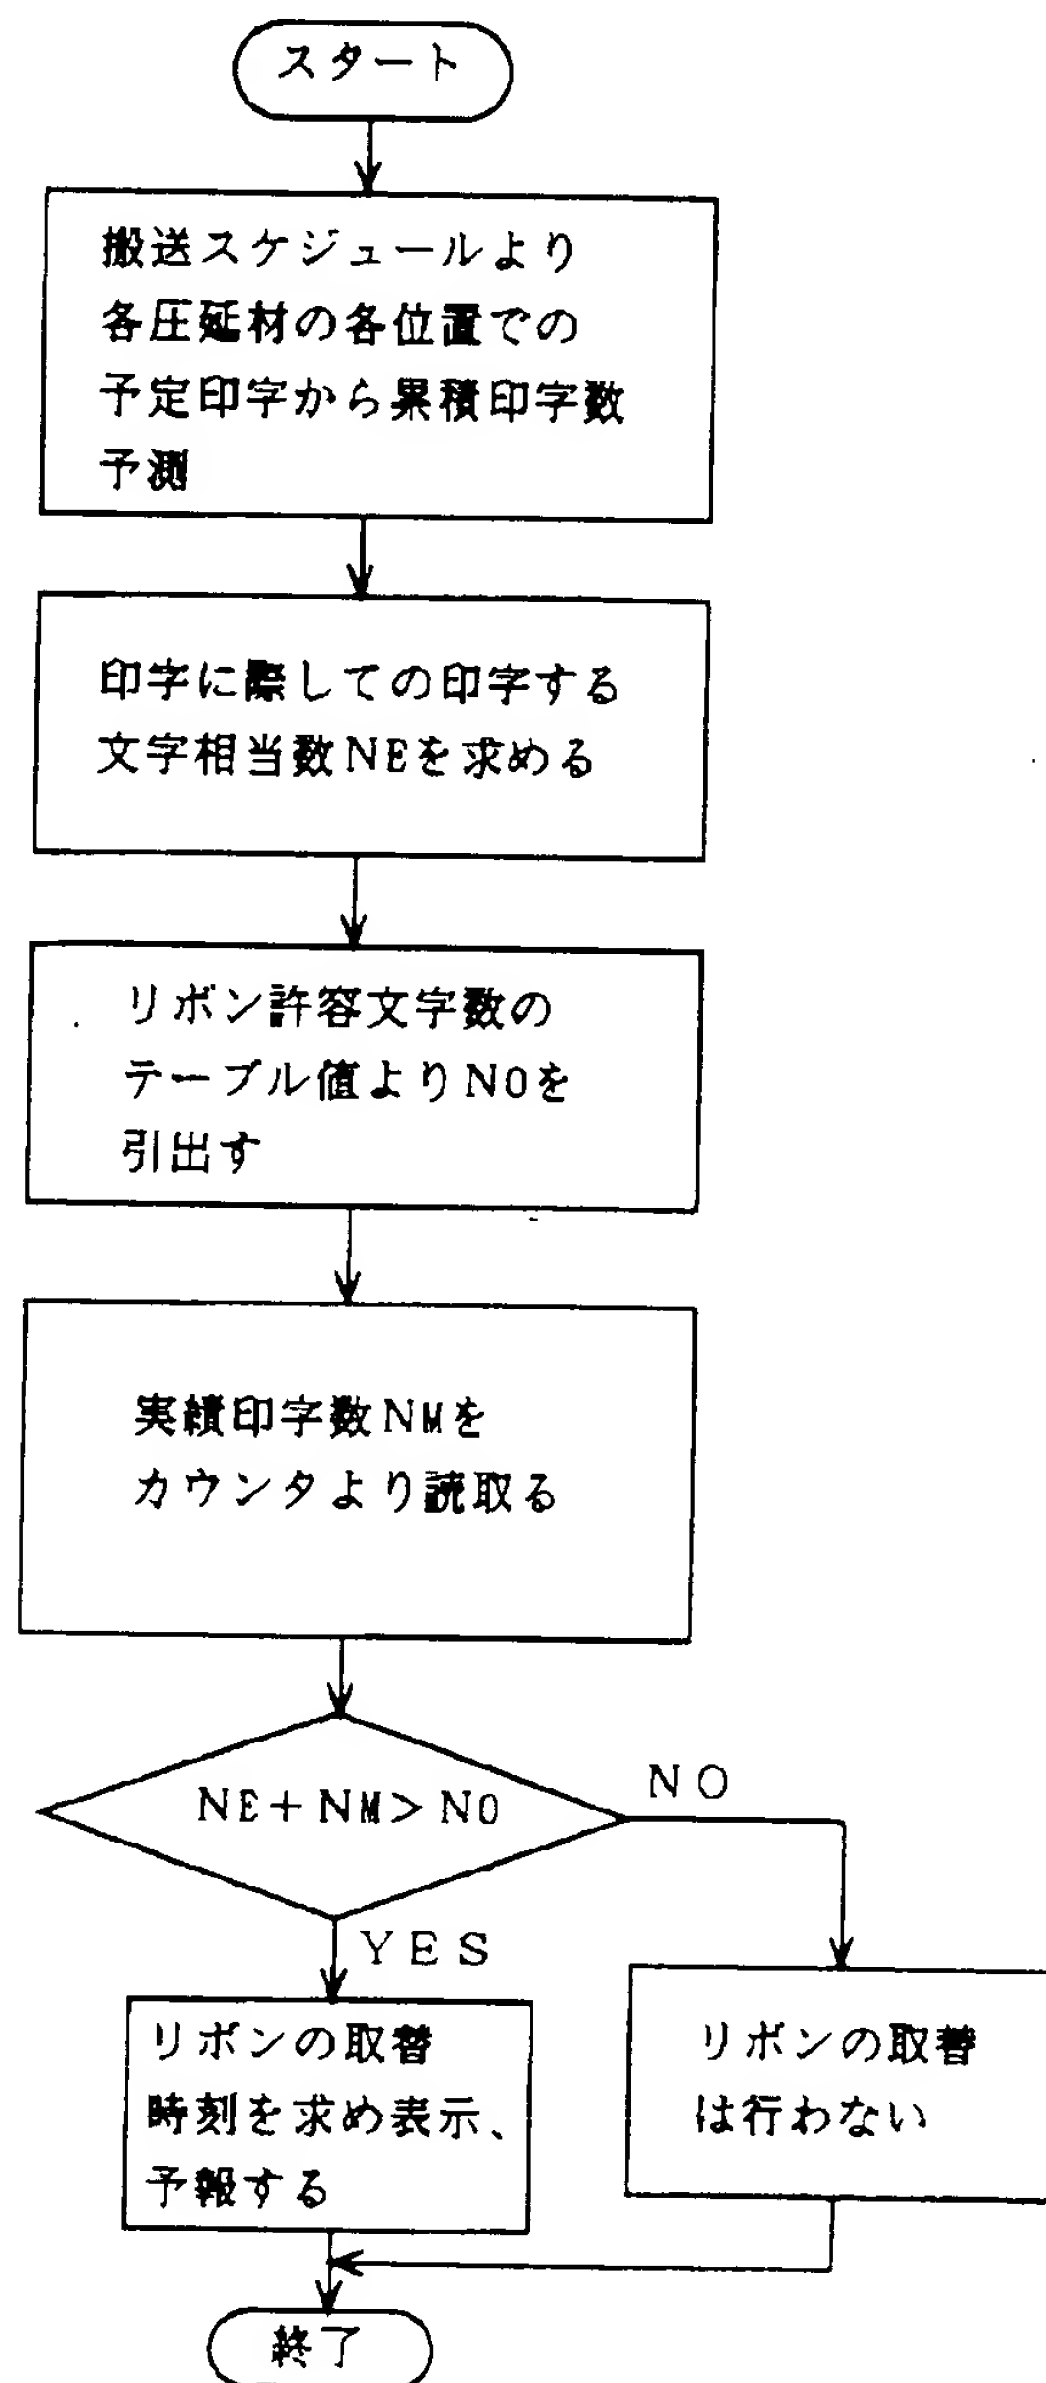 スタート
搬送スケジュールより
各圧延材の各位置での
予定印字から累積印字数
予測
印字に際しての印字する
文字相当数NEを求める
リボン許容文字数の
テーブル値よりN0を
引出す
実績印字数NMを
カウンタより読取る
NE+NM>N0
NO
YES
リボンの取替
時刻を求め表示、
予報する
リボンの取替
は行わない
終了